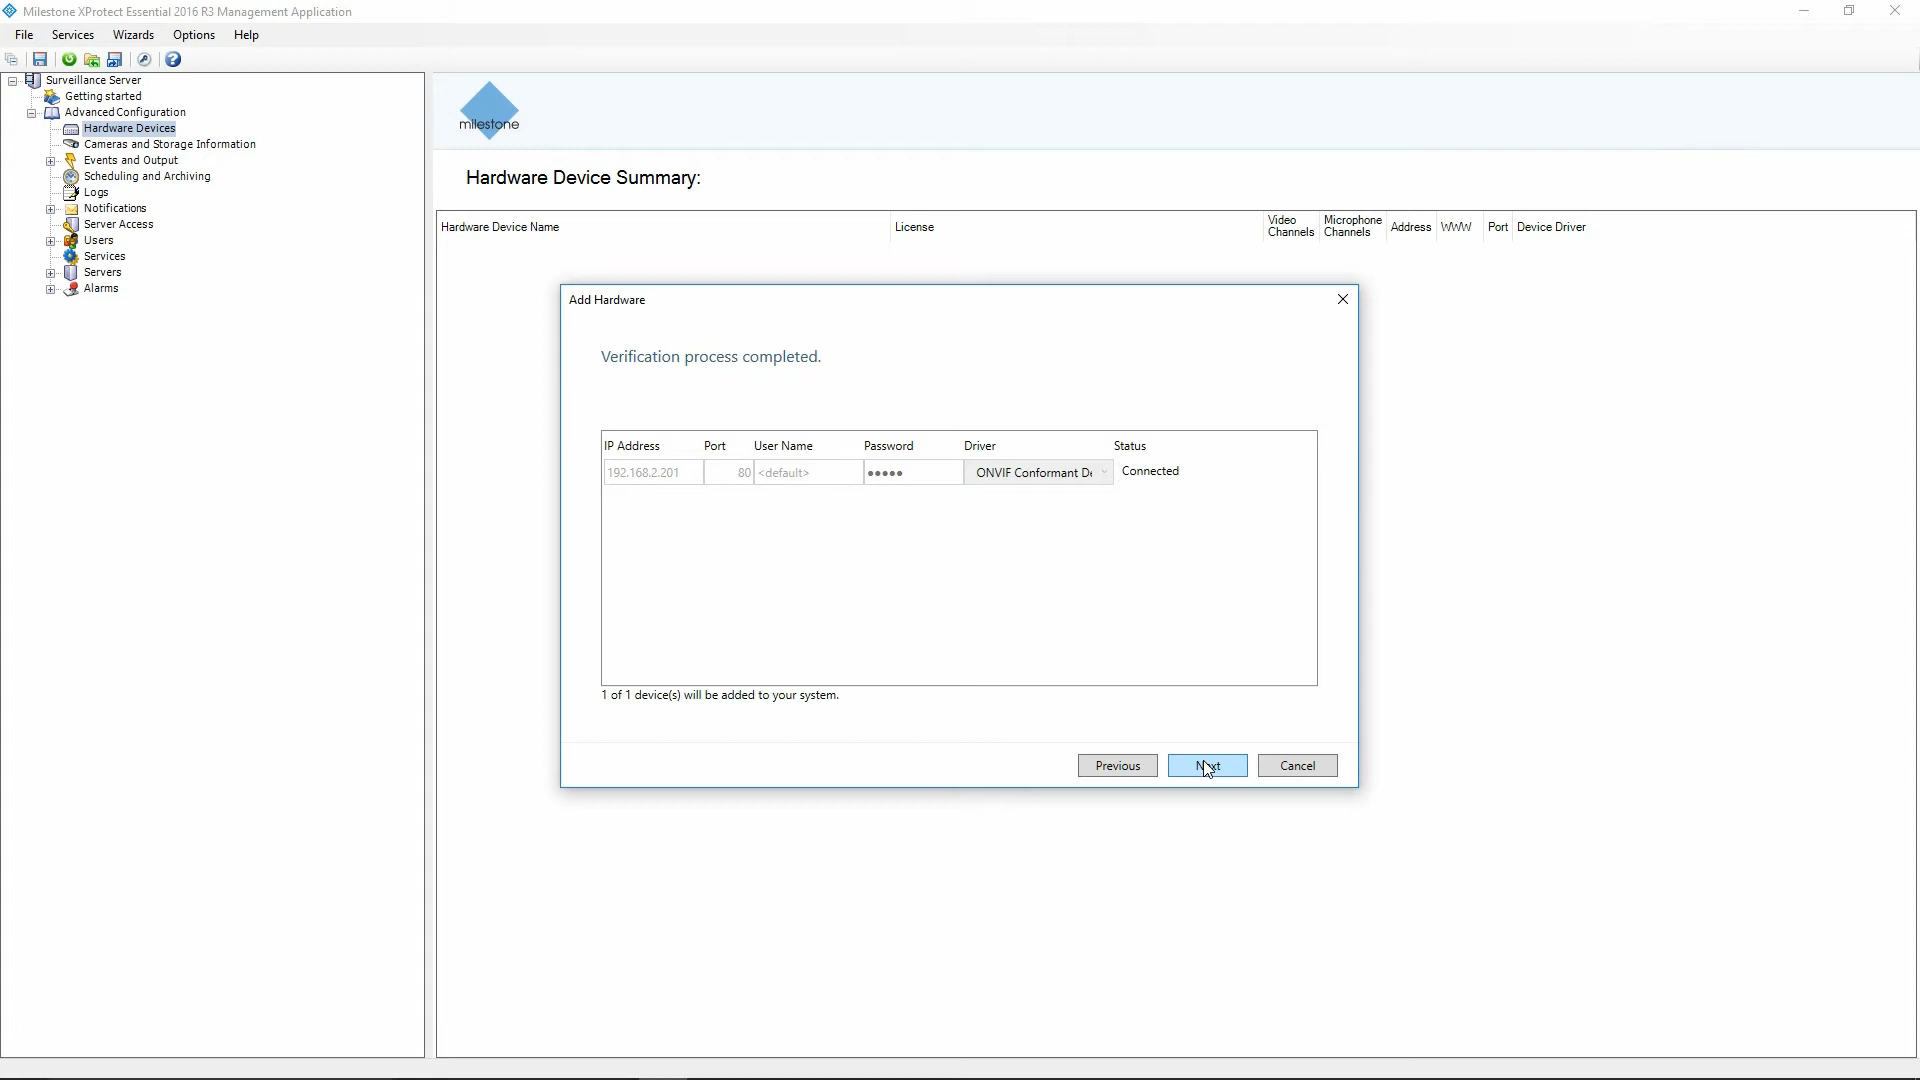 Milestone XProtect Essential 2016 R3 Management Application
File Services Wizards Options Help
Surveillance Server
Getting started
Advanced Configuration
Hardware Devices
Cameras and Storage Information
Events and Output
Scheduling and Archiving
Logs
Notifications
Server Access
Users
Services
Servers
Alarms
milestone
Hardware Device Summary:
Hardware Device Name License Video Channels Microphone Channels Address WWW Port Device Driver
Add Hardware
Verification process completed.
IP Address Port User Name Password Driver Status
192.168.2.201 80 <default> ●●●●● ONVIF Conformant De Connected
1 of 1 device(s) will be added to your system.
Previous Next Cancel